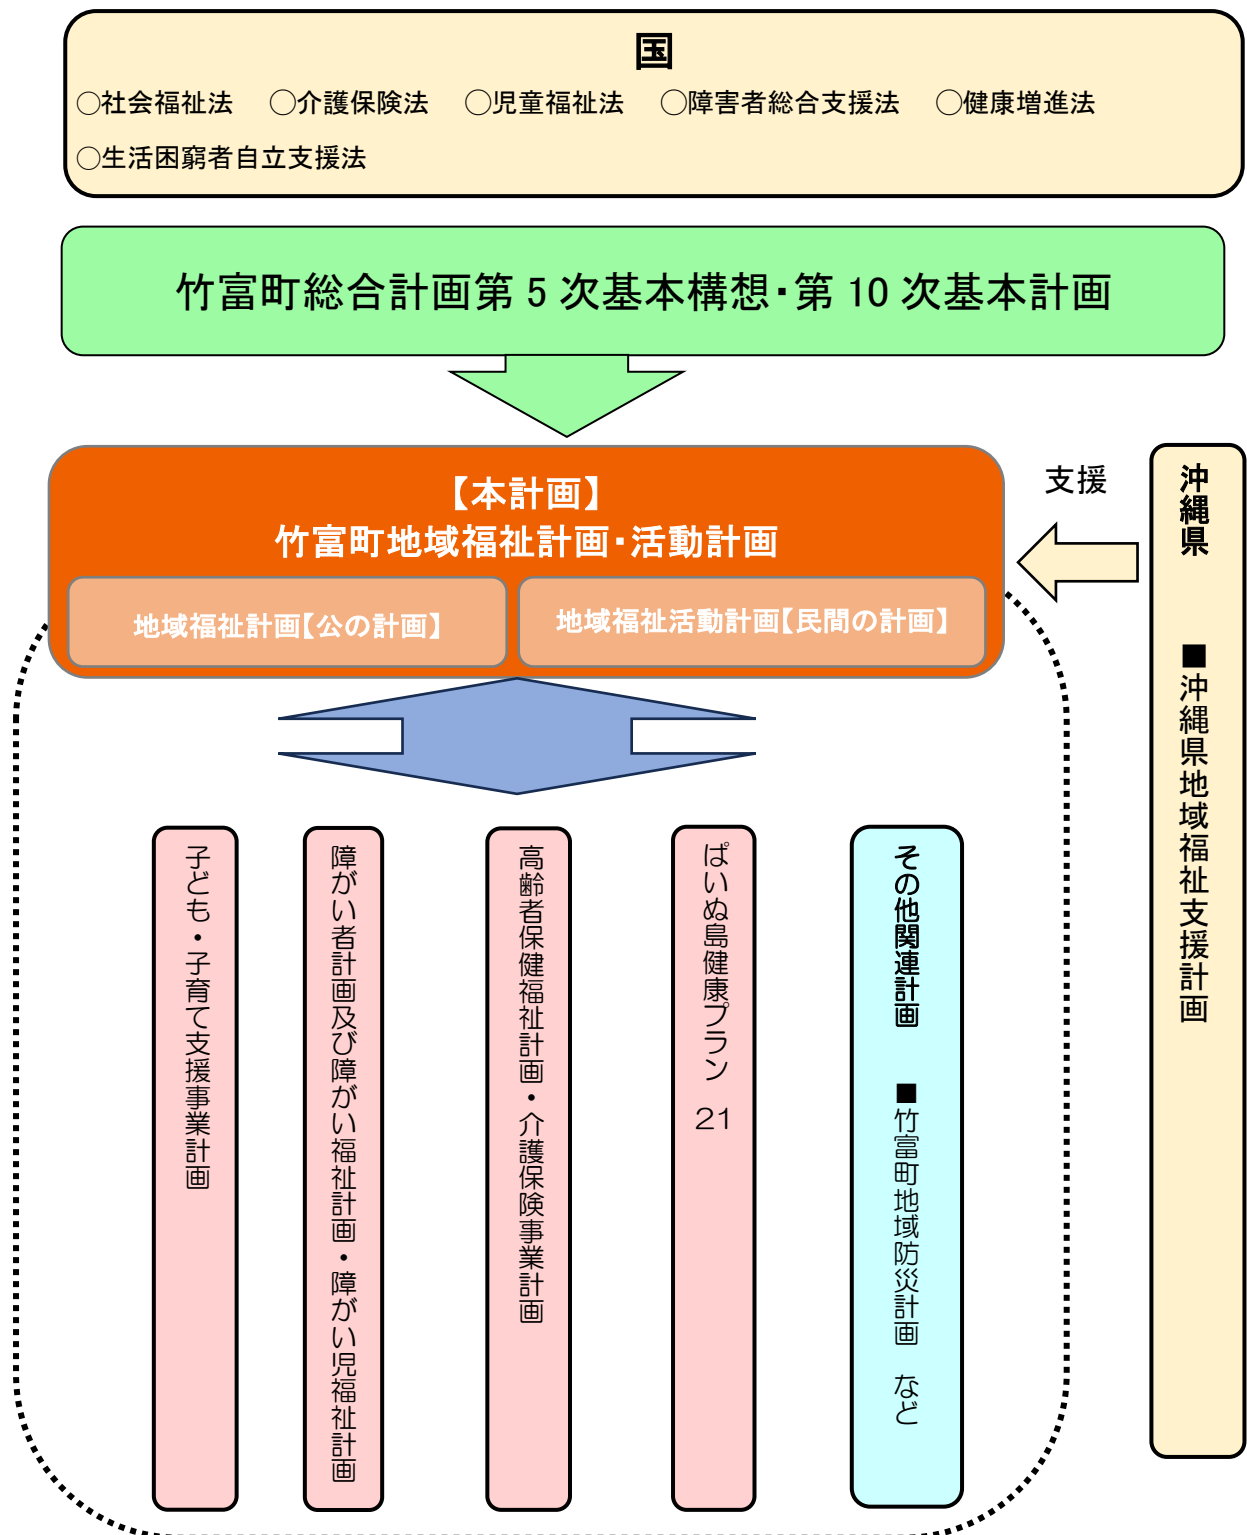 国
○社会福祉法　○介護保険法　○児童福祉法　○障害者総合支援法　○健康増進法
○生活困窮者自立支援法
竹富町総合計画第 5 次基本構想・第 10 次基本計画
【本計画】
竹富町地域福祉計画・活動計画
地域福祉計画【公の計画】
地域福祉活動計画【民間の計画】
支援
沖縄県　■沖縄県地域福祉支援計画
子ども・子育て支援事業計画
障がい者計画及び障がい福祉計画・障がい児福祉計画
高齢者保健福祉計画・介護保険事業計画
ぱいぬ島健康プラン 21
その他関連計画　■竹富町地域防災計画　など